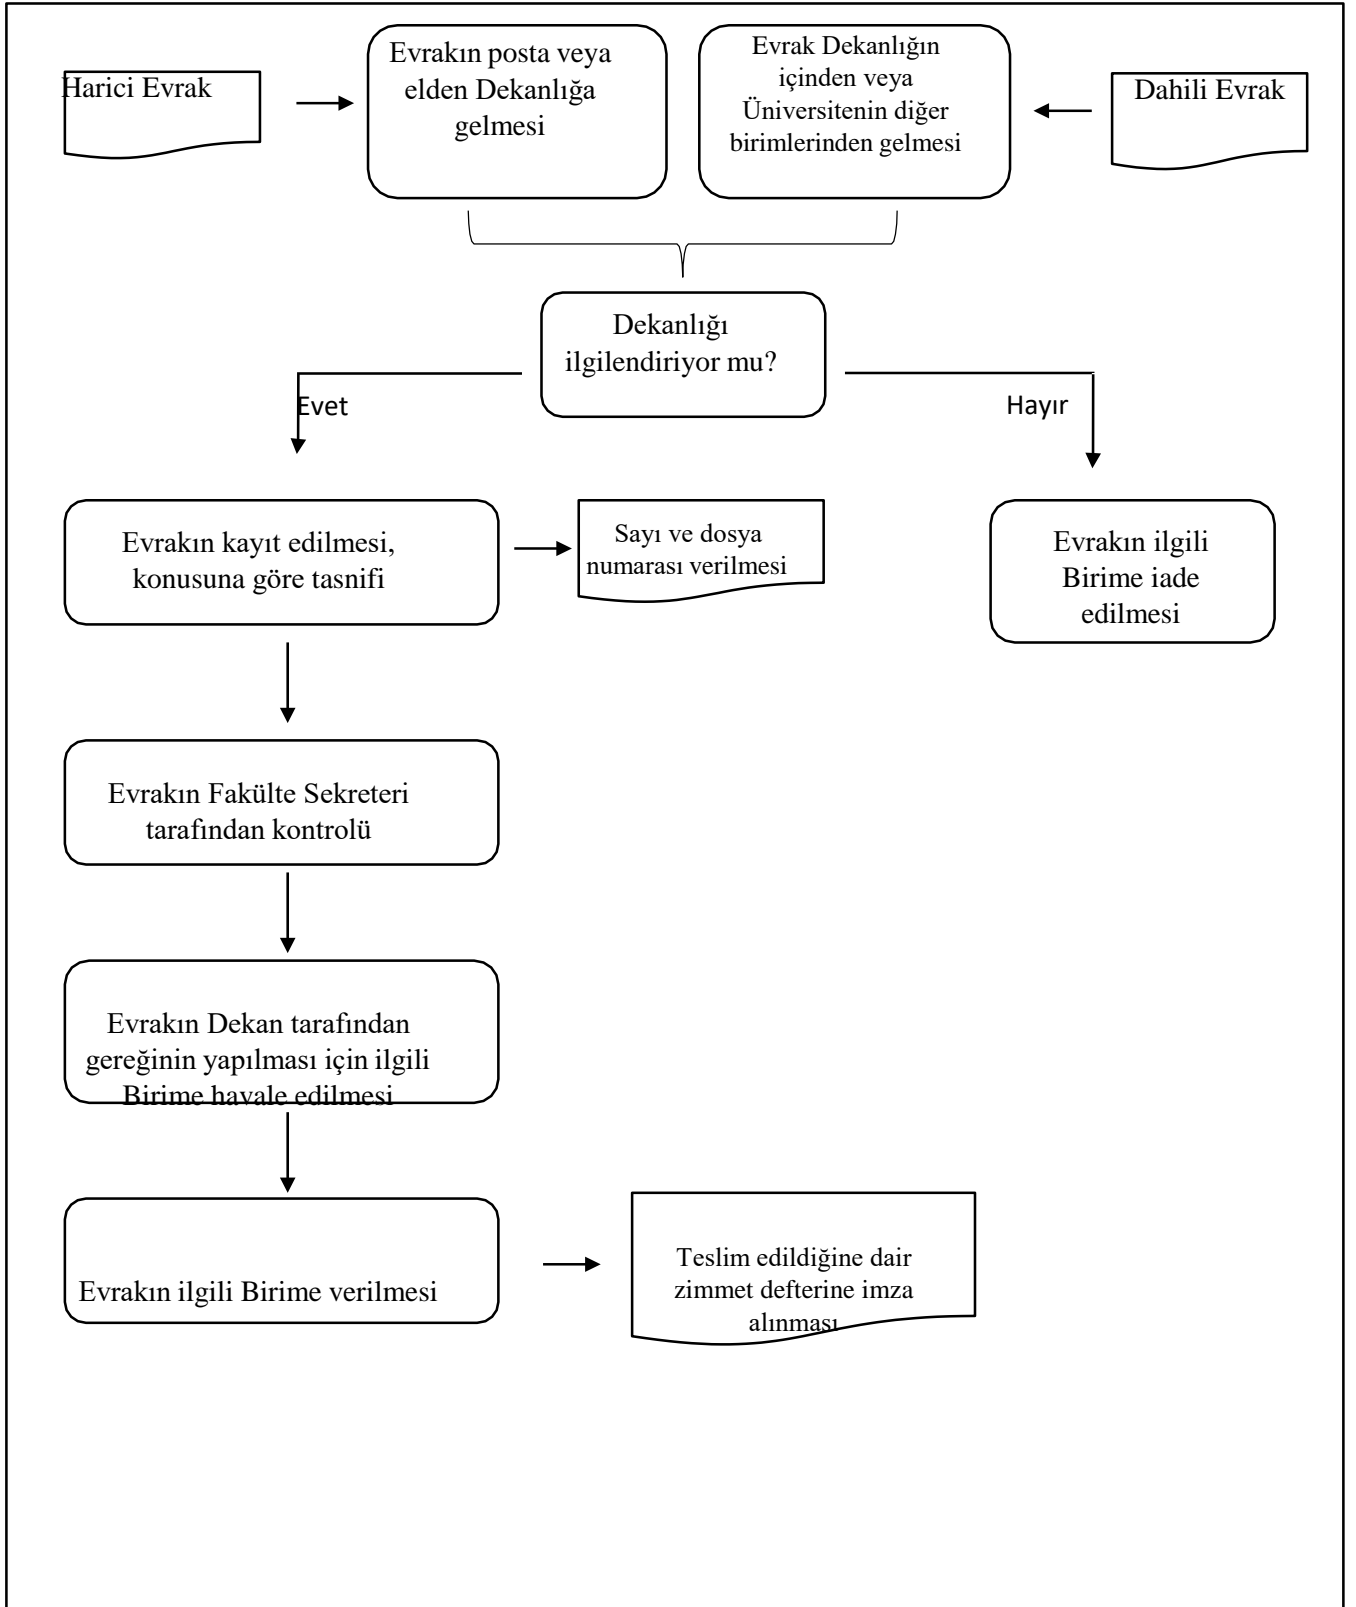 Harici Evrak
Evrakın posta veya
elden Dekanlığa
gelmesi
Evrak Dekanlığın
içinden veya
Üniversitenin diğer
birimlerinden gelmesi
Dahili Evrak
Dekanlığı
ilgilendiriyor mu?
Evet
Hayır
Evrakın kayıt edilmesi,
konusuna göre tasnifi
Sayı ve dosya
numarası verilmesi
Evrakın ilgili
Birime iade
edilmesi
Evrakın Fakülte Sekreteri
tarafından kontrolü
Evrakın Dekan tarafından
gereğinin yapılması için ilgili
Birime havale edilmesi
Evrakın ilgili Birime verilmesi
Teslim edildiğine dair
zimmet defterine imza
alınması